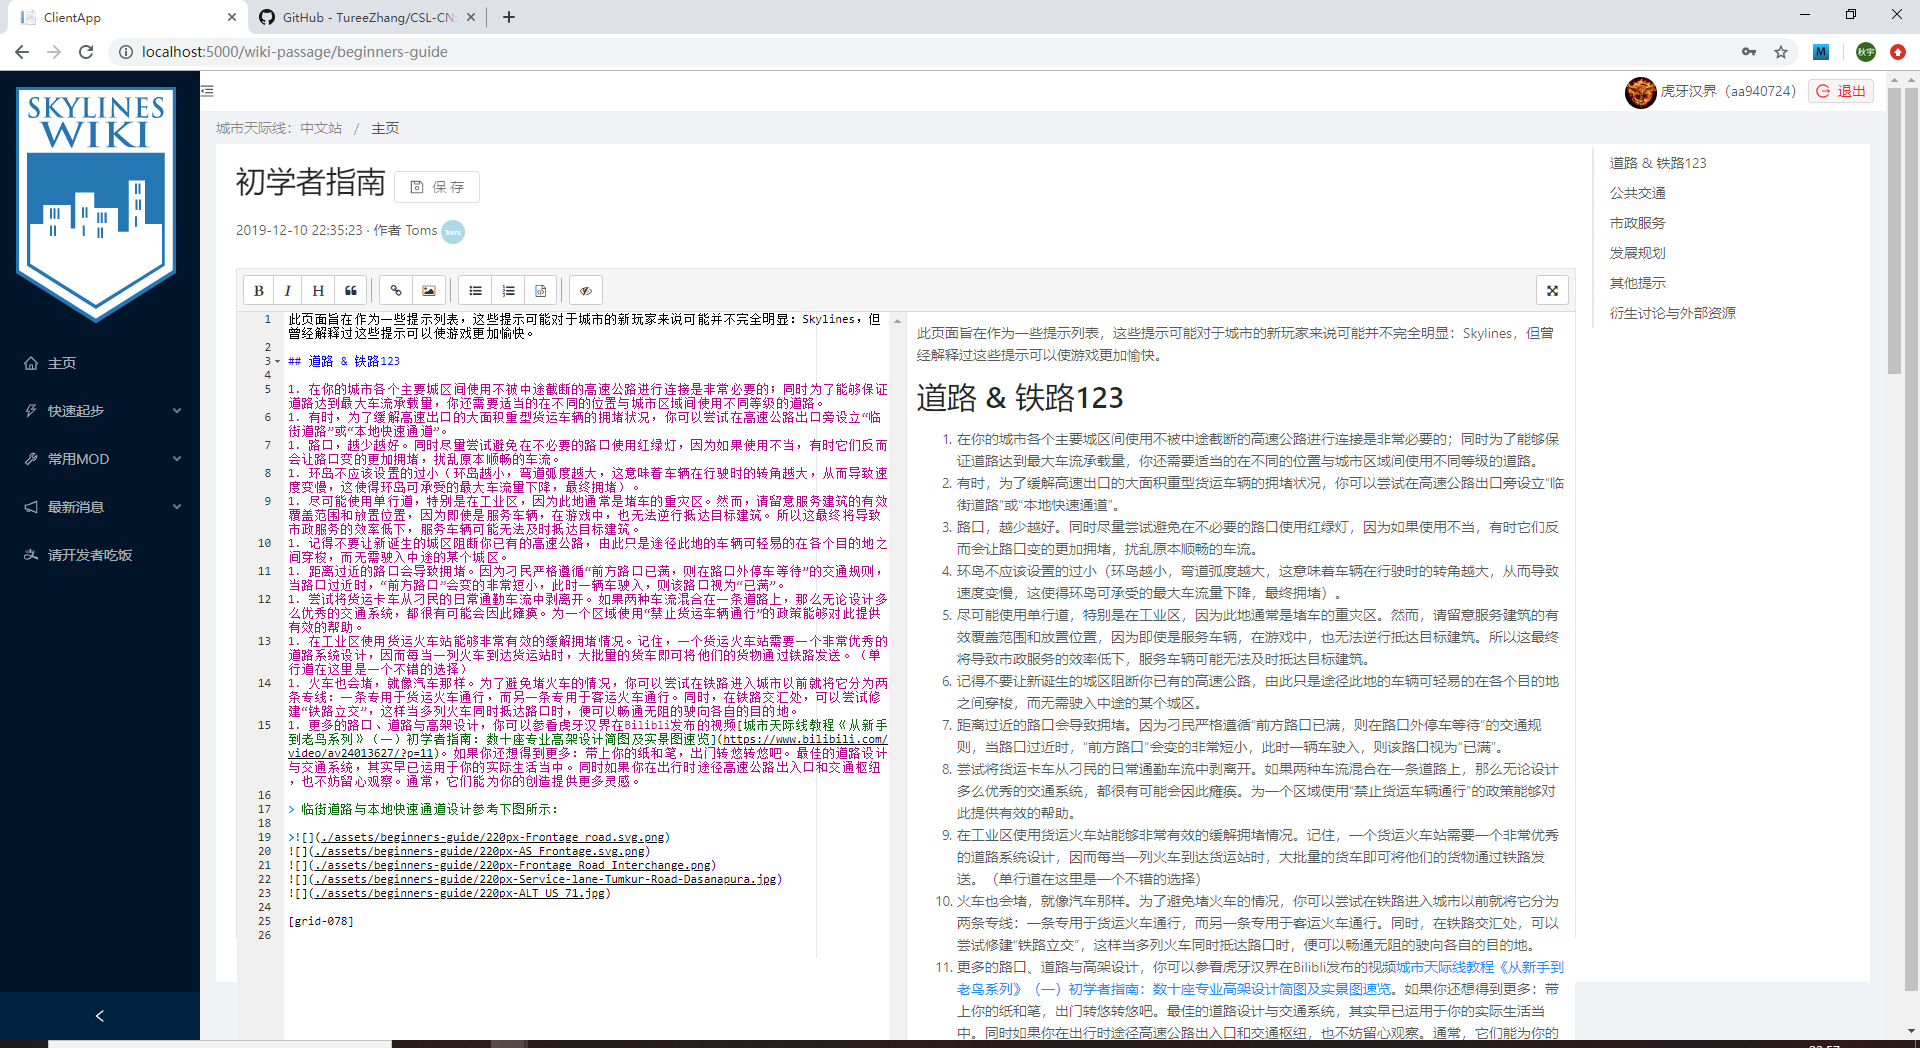 ClientApp
GitHub - TureeZhang/CSL-CN
localhost:5000/wiki-passage/beginners-guide
M
秋宇
SKYLINES
WIKI
主页
快速起步
常用MOD
最新消息
请开发者吃饭
虎牙汉界（aa940724）
退出
城市天际线：中文站 / 主页
初学者指南
保 存
2019-12-10 22:35:23 · 作者 Toms
Toms
道路 & 铁路123
公共交通
市政服务
发展规划
其他提示
衍生讨论与外部资源
B I H
1 此页面旨在作为一些提示列表，这些提示可能对于城市的新玩家来说可能并不完全明显：Skylines，但
曾经解释过这些提示可以使游戏更加愉快。
2
3 ## 道路 & 铁路123
4
5 1. 在你的城市各个主要城区间使用不被中途截断的高速公路进行连接是非常必要的；同时为了能够保证
道路达到最大车流承载量，你还需要适当的在不同的位置与城市区域间使用不同等级的道路。
6 1. 有时，为了缓解高速出口的大面积重型货运车辆的拥堵状况，你可以尝试在高速公路出口旁设立“临
街道路”或“本地快速通道”。
7 1. 路口，越少越好。同时尽量尝试避免在不必要的路口使用红绿灯，因为如果使用不当，有时它们反而
会让路口变的更加拥堵，扰乱原本顺畅的车流。
8 1. 环岛不应该设置的过小（环岛越小，弯道弧度越大，这意味着车辆在行驶时的转角越大，从而导致速
度变慢，这使得环岛可承受的最大车流量下降，最终拥堵）。
9 1. 尽可能使用单行道，特别是在工业区，因为此地通常是堵车的重灾区。然而，请留意服务建筑的有效
覆盖范围和放置位置，因为即使是服务车辆，在游戏中，也无法逆行抵达目标建筑。所以这最终将导致
市政服务的效率低下，服务车辆可能无法及时抵达目标建筑
10 1. 记得不要让新诞生的城区阻断你已有的高速公路，由此只是途径此地的车辆可轻易的在各个目的地之
间穿梭，而无需驶入中途的某个城区。
11 1. 距离过近的路口会导致拥堵。因为刁民严格遵循“前方路口已满，则在路口外停车等待”的交通规则，
当路口过近时，“前方路口”会变的非常短小，此时一辆车驶入，则该路口视为“已满”。
12 1. 尝试将货运卡车从刁民的日常通勤车流中剥离开。如果两种车流混合在一条道路上，那么无论设计多
么优秀的交通系统，都很有可能会因此瘫痪。为一个区域使用“禁止货运车辆通行”的政策能够对此提供
有效的帮助。
13 1. 在工业区使用货运火车站能够非常有效的缓解拥堵情况。记住，一个货运火车站需要一个非常优秀的
道路系统设计，因而每当一列火车到达货运站时，大批量的货车即可将他们的货物通过铁路发送。（单
行道在这里是一个不错的选择）
14 1. 火车也会堵，就像汽车那样。为了避免堵火车的情况，你可以尝试在铁路进入城市以前就将它分为两
条专线：一条专用于货运火车通行，而另一条专用于客运火车通行。同时，在铁路交汇处，可以尝试修
建“铁路立交”，这样当多列火车同时抵达路口时，便可以畅通无阻的驶向各自的目的地。
15 1. 更多的路口、道路与高架设计，你可以参看虎牙汉界在Bilibli发布的视频[城市天际线教程《从新手
到老鸟系列》（一）初学者指南：数十座专业高架设计简图及实景图速览](https://www.bilibili.com/
video/av24013627/?p=11)。如果你还想得到更多：带上你的纸和笔，出门转悠转悠吧。最佳的道路设计
与交通系统，其实早已运用于你的实际生活当中。同时如果你在出行时途径高速公路出入口和交通枢纽
，也不妨留心观察。通常，它们能为你的创造提供更多灵感。
16
17 > 临街道路与本地快速通道设计参考下图所示：
18
19 >![](./assets/beginners-guide/220px-Frontage_road.svg.png)
20 ![](./assets/beginners-guide/220px-AS_Frontage.svg.png)
21 ![](./assets/beginners-guide/220px-Frontage_Road_Interchange.png)
22 ![](./assets/beginners-guide/220px-Service-lane-Tumkur-Road-Dasanapura.jpg)
23 ![](./assets/beginners-guide/220px-ALT_US_71.jpg)
24
25 [grid-078]
26
此页面旨在作为一些提示列表，这些提示可能对于城市的新玩家来说可能并不完全明显：Skylines，但曾
经解释过这些提示可以使游戏更加愉快。
道路 & 铁路123
1. 在你的城市各个主要城区间使用不被中途截断的高速公路进行连接是非常必要的；同时为了能够保
证道路达到最大车流承载量，你还需要适当的在不同的位置与城市区域间使用不同等级的道路。
2. 有时，为了缓解高速出口的大面积重型货运车辆的拥堵状况，你可以尝试在高速公路出口旁设立“临
街道路”或“本地快速通道”。
3. 路口，越少越好。同时尽量尝试避免在不必要的路口使用红绿灯，因为如果使用不当，有时它们反
而会让路口变的更加拥堵，扰乱原本顺畅的车流。
4. 环岛不应该设置的过小（环岛越小，弯道弧度越大，这意味着车辆在行驶时的转角越大，从而导致
速度变慢，这使得环岛可承受的最大车流量下降，最终拥堵）。
5. 尽可能使用单行道，特别是在工业区，因为此地通常是堵车的重灾区。然而，请留意服务建筑的有
效覆盖范围和放置位置，因为即使是服务车辆，在游戏中，也无法逆行抵达目标建筑。所以这最终
将导致市政服务的效率低下，服务车辆可能无法及时抵达目标建筑。
6. 记得不要让新诞生的城区阻断你已有的高速公路，由此只是途径此地的车辆可轻易的在各个目的地
之间穿梭，而无需驶入中途的某个城区。
7. 距离过近的路口会导致拥堵。因为刁民严格遵循“前方路口已满，则在路口外停车等待”的交通规
则，当路口过近时，“前方路口”会变的非常短小，此时一辆车驶入，则该路口视为“已满”。
8. 尝试将货运卡车从刁民的日常通勤车流中剥离开。如果两种车流混合在一条道路上，那么无论设计
多么优秀的交通系统，都很有可能会因此瘫痪。为一个区域使用“禁止货运车辆通行”的政策能够对
此提供有效的帮助。
9. 在工业区使用货运火车站能够非常有效的缓解拥堵情况。记住，一个货运火车站需要一个非常优秀
的道路系统设计，因而每当一列火车到达货运站时，大批量的货车即可将他们的货物通过铁路发
送。（单行道在这里是一个不错的选择）
10. 火车也会堵，就像汽车那样。为了避免堵火车的情况，你可以尝试在铁路进入城市以前就将它分为
两条专线：一条专用于货运火车通行，而另一条专用于客运火车通行。同时，在铁路交汇处，可以
尝试修建“铁路立交”，这样当多列火车同时抵达路口时，便可以畅通无阻的驶向各自的目的地。
11. 更多的路口、道路与高架设计，你可以参看虎牙汉界在Bilibli发布的视频城市天际线教程《从新手到
老鸟系列》（一）初学者指南：数十座专业高架设计简图及实景图速览。如果你还想得到更多：带
上你的纸和笔，出门转悠转悠吧。最佳的道路设计与交通系统，其实早已运用于你的实际生活当
中。同时如果你在出行时途径高速公路出入口和交通枢纽，也不妨留心观察。通常，它们能为你的